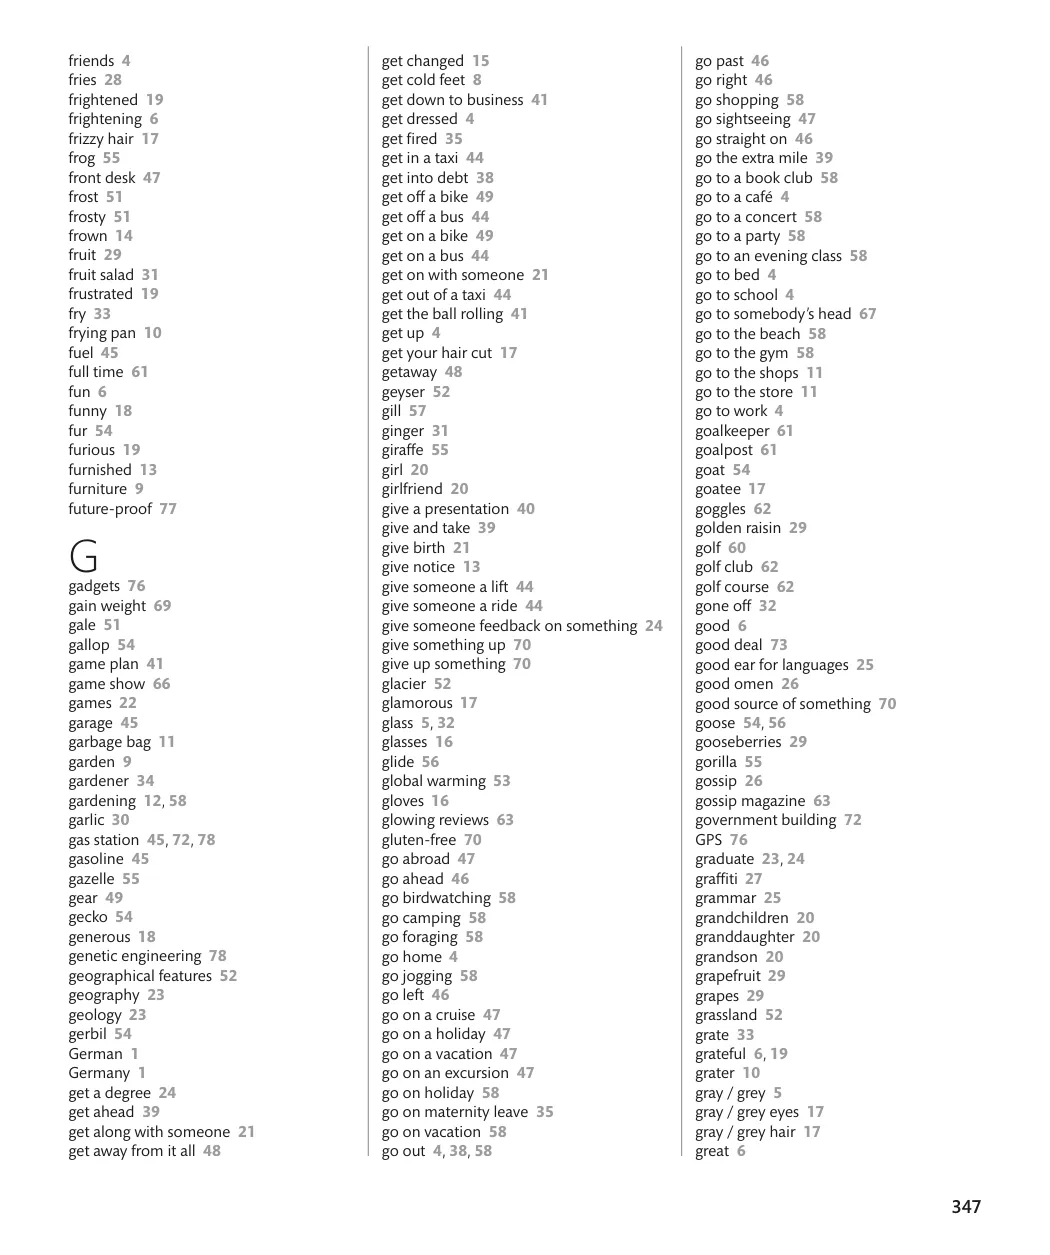 friends 4
fries 28
frightened 19
frightening 6
frizzy hair 17
frog 55
front desk 47
frost 51
frosty 51
frown 14
fruit 29
fruit salad 31
frustrated 19
fry 33
frying pan 10
fuel 45
full time 61
fun 6
funny 18
fur 54
furious 19
furnished 13
furniture 9
future-proof 77
G
gadgets 76
gain weight 69
gale 51
gallop 54
game plan 41
game show 66
games 22
garage 45
garbage bag 11
garden 9
gardener 34
gardening 12, 58
garlic 30
gas station 45, 72, 78
gasoline 45
gazelle 55
gear 49
gecko 54
generous 18
genetic engineering 78
geographical features 52
geography 23
geology 23
gerbil 54
German 1
Germany 1
get a degree 24
get ahead 39
get along with someone 21
get away from it all 48
get changed 15
get cold feet 8
get down to business 41
get dressed 4
get fired 35
get in a taxi 44
get into debt 38
get off a bike 49
get off a bus 44
get on a bike 49
get on a bus 44
get on with someone 21
get out of a taxi 44
get the ball rolling 41
get up 4
get your hair cut 17
getaway 48
geyser 52
gill 57
ginger 31
giraffe 55
girl 20
girlfriend 20
give a presentation 40
give and take 39
give birth 21
give notice 13
give someone a lift 44
give someone a ride 44
give someone feedback on something 24
give something up 70
give up something 70
glacier 52
glamorous 17
glass 5, 32
glasses 16
glide 56
global warming 53
gloves 16
glowing reviews 63
gluten-free 70
go abroad 47
go ahead 46
go birdwatching 58
go camping 58
go foraging 58
go home 4
go jogging 58
go left 46
go on a cruise 47
go on a holiday 47
go on a vacation 47
go on an excursion 47
go on holiday 58
go on maternity leave 35
go on vacation 58
go out 4, 38, 58
go past 46
go right 46
go shopping 58
go sightseeing 47
go straight on 46
go the extra mile 39
go to a book club 58
go to a café 4
go to a concert 58
go to a party 58
go to an evening class 58
go to bed 4
go to school 4
go to somebody's head 67
go to the beach 58
go to the gym 58
go to the shops 11
go to the store 11
go to work 4
goalkeeper 61
goalpost 61
goat 54
goatee 17
goggles 62
golden raisin 29
golf 60
golf club 62
golf course 62
gone off 32
good 6
good deal 73
good ear for languages 25
good omen 26
good source of something 70
goose 54, 56
gooseberries 29
gorilla 55
gossip 26
gossip magazine 63
government building 72
GPS 76
graduate 23, 24
graffiti 27
grammar 25
grandchildren 20
granddaughter 20
grandson 20
grapefruit 29
grapes 29
grassland 52
grate 33
grateful 6, 19
grater 10
gray / grey 5
gray / grey eyes 17
gray / grey hair 17
great 6
347